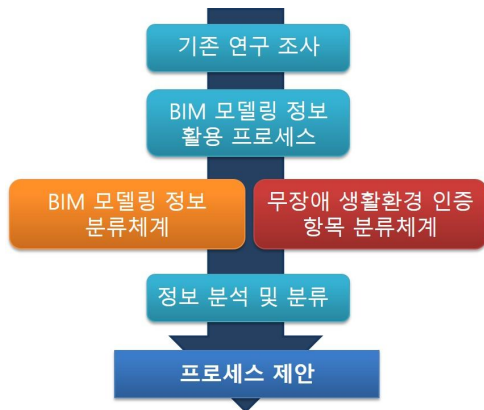 기존 연구 조사
BIM 모델링 정보
활용 프로세스
BIM 모델링 정보
분류체계
무장애 생활환경 인증
항목 분류체계
정보 분석 및 분류
프로세스 제안